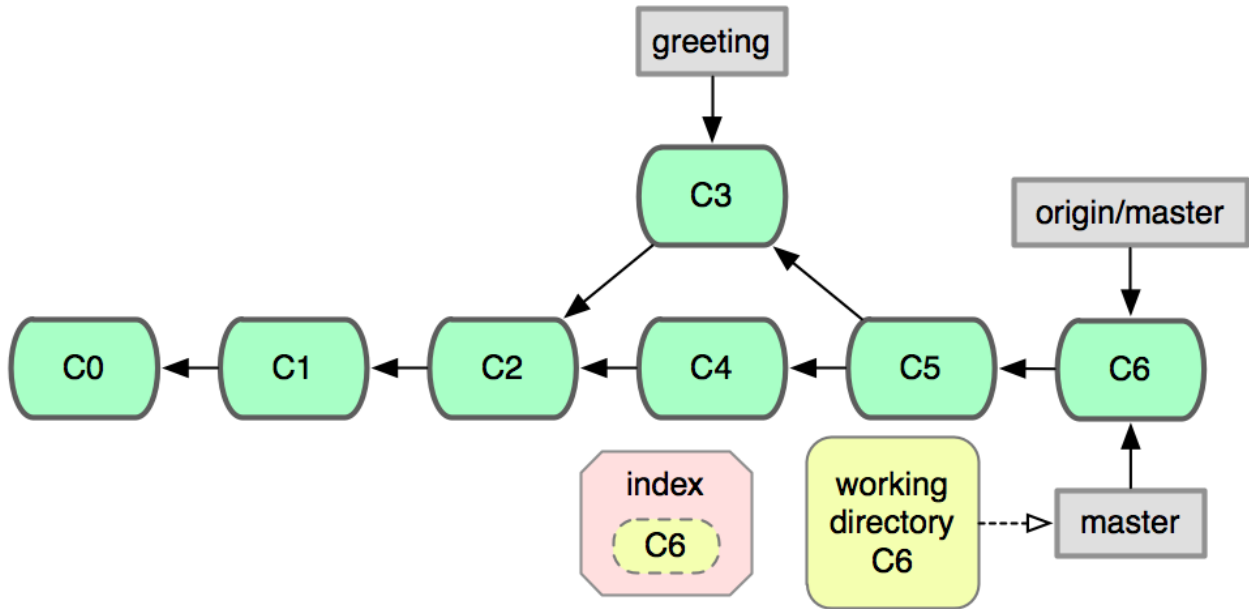 greeting
C3
origin/master
C0
C1
C2
C4
C5
C6
index
C6
working
directory
C6
master